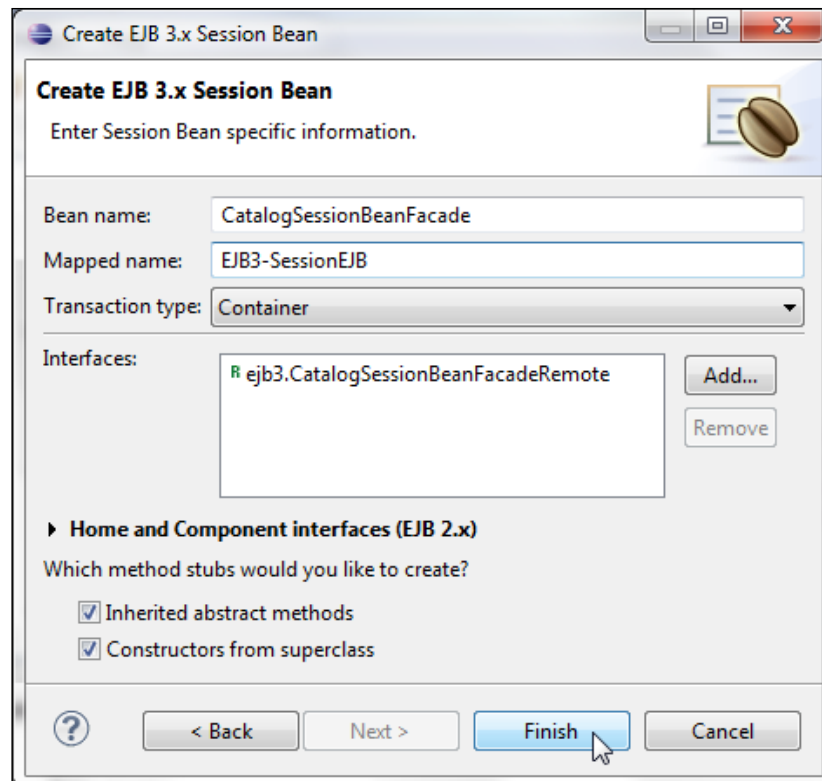 Create EJB 3.x Session Bean
Create EJB 3.x Session Bean
Enter Session Bean specific information.
Bean name: CatalogSessionBeanFacade
Mapped name: EJB3-SessionEJB
Transaction type: Container
Interfaces: R ejb3.CatalogSessionBeanFacadeRemote Add...
Remove
Home and Component interfaces (EJB 2.x)
Which method stubs would you like to create?
Inherited abstract methods
Constructors from superclass
? < Back Next > Finish Cancel